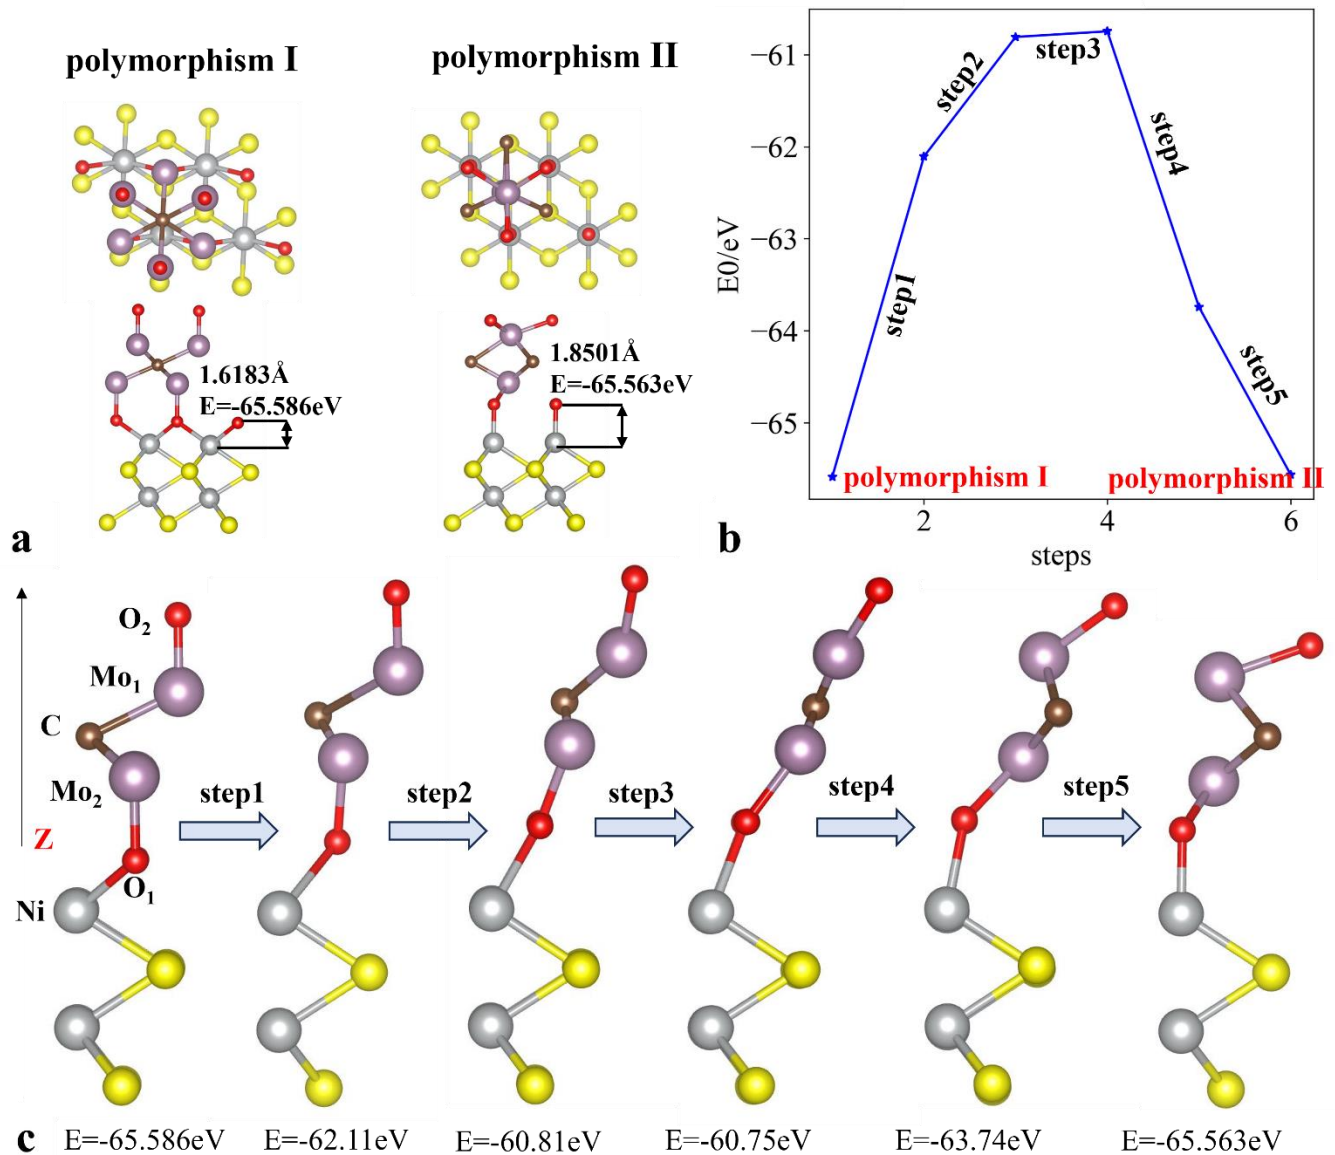 polymorphism I
polymorphism II
1.6183Å
E=-65.586eV
1.8501Å
E=-65.563eV
a
−61
−62
−63
−64
−65
E0/eV
step1
step2
step3
step4
step5
polymorphism I
polymorphism II
2
4
6
steps
b
O2
Mo1
C
Mo2
Z
O1
Ni
step1
step2
step3
step4
step5
c
E=-65.586eV
E=-62.11eV
E=-60.81eV
E=-60.75eV
E=-63.74eV
E=-65.563eV